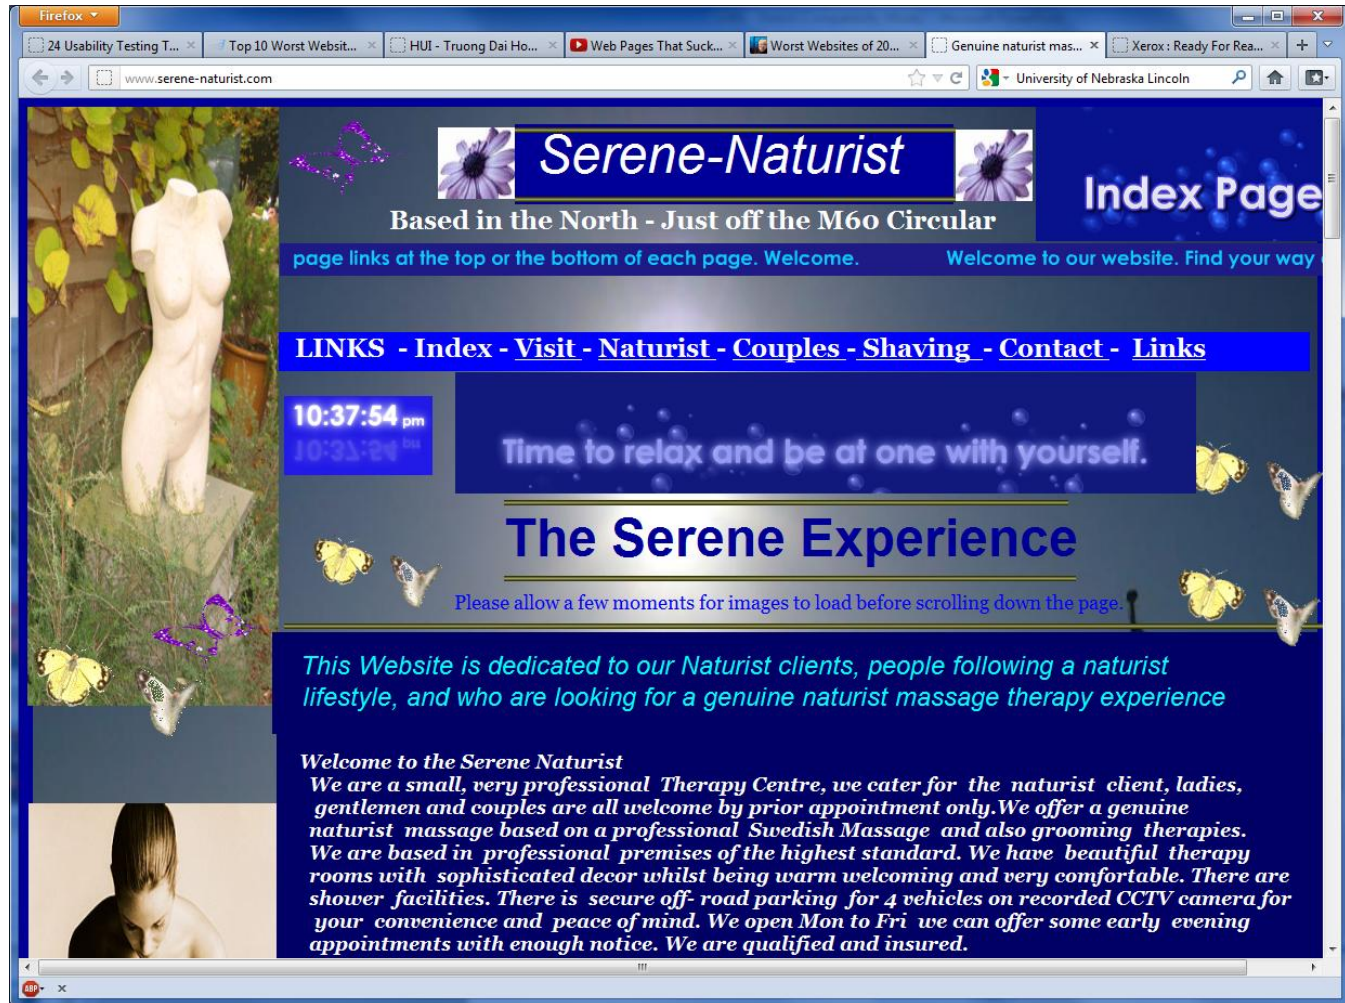 Firefox
24 Usability Testing T...
Top 10 Worst Websit...
HUI - Truong Dai Ho...
Web Pages That Suck...
Worst Websites of 20...
Genuine naturist mas...
Xerox : Ready For Rea...
www.serene-naturist.com
University of Nebraska Lincoln
Serene-Naturist
Index Page
Based in the North - Just off the M60 Circular
page links at the top or the bottom of each page. Welcome. Welcome to our website. Find your way
LINKS - Index - Visit - Naturist - Couples - Shaving - Contact - Links
10:37:54 pm
Time to relax and be at one with yourself.
The Serene Experience
Please allow a few moments for images to load before scrolling down the page.
This Website is dedicated to our Naturist clients, people following a naturist
lifestyle, and who are looking for a genuine naturist massage therapy experience
Welcome to the Serene Naturist
We are a small, very professional Therapy Centre, we cater for the naturist client, ladies,
gentlemen and couples are all welcome by prior appointment only.We offer a genuine
naturist massage based on a professional Swedish Massage and also grooming therapies.
We are based in professional premises of the highest standard. We have beautiful therapy
rooms with sophisticated decor whilst being warm welcoming and very comfortable. There are
shower facilities. There is secure off- road parking for 4 vehicles on recorded CCTV camera for
your convenience and peace of mind. We open Mon to Fri we can offer some early evening
appointments with enough notice. We are qualified and insured.
ABP